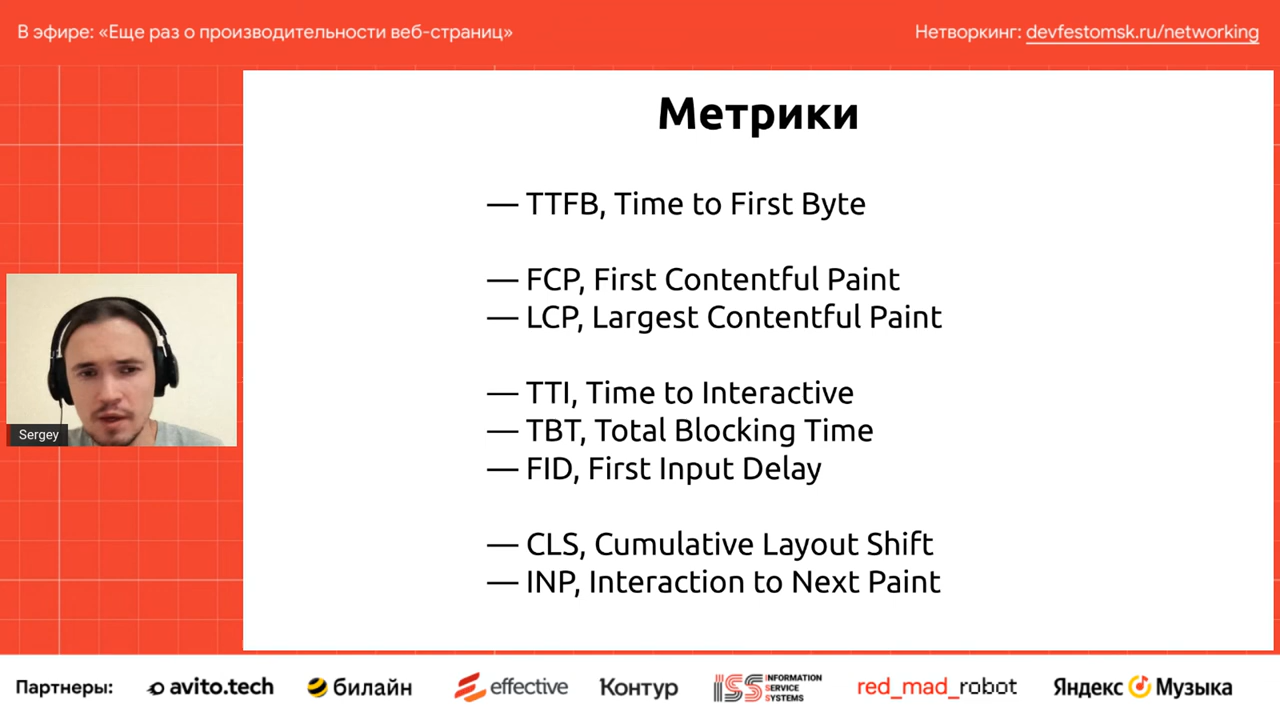 В эфире: «Еще раз о производительности веб-страниц»
Нетворкинг: devfestomsk.ru/networking
Метрики
— TTFB, Time to First Byte
— FCP, First Contentful Paint
— LCP, Largest Contentful Paint
— TTI, Time to Interactive
— TBT, Total Blocking Time
— FID, First Input Delay
— CLS, Cumulative Layout Shift
— INP, Interaction to Next Paint
Sergey
Партнеры: avito.tech билайн effective Контур ISS INFORMATION SERVICE SYSTEMS red_mad_robot Яндекс Музыка